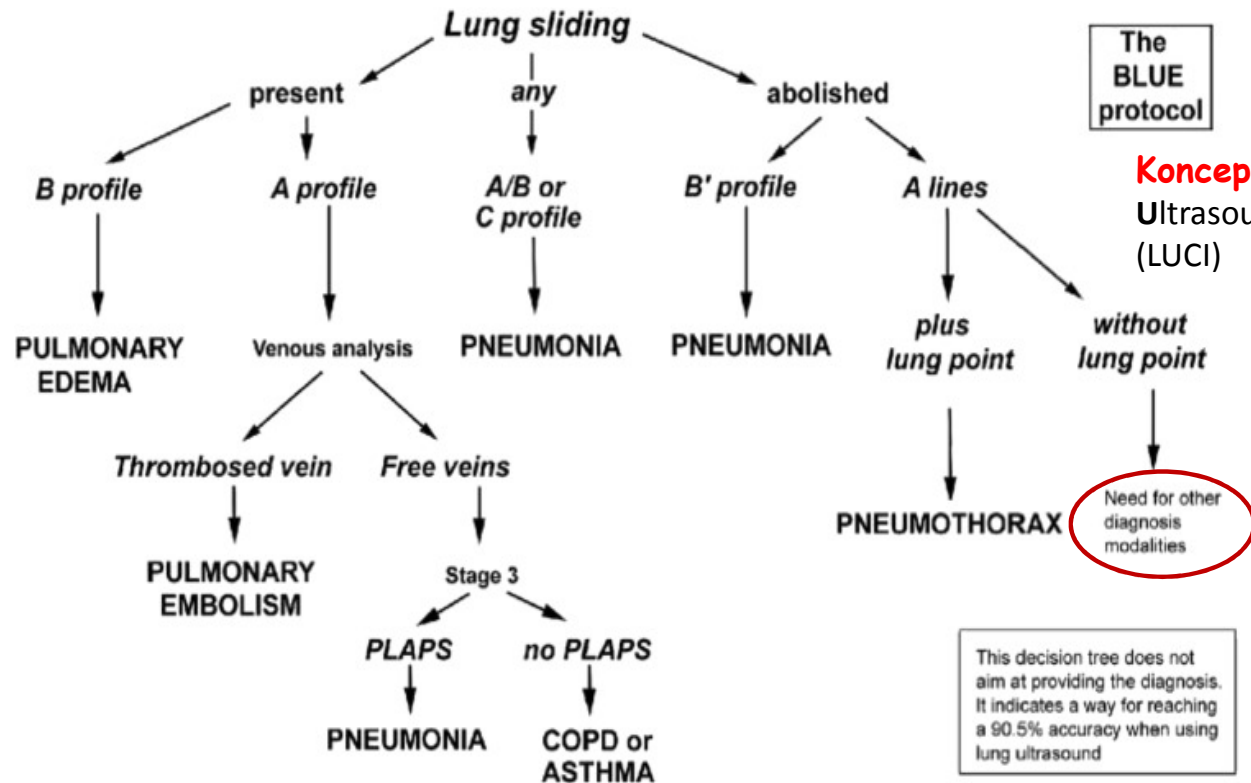 Lung sliding
The
BLUE
protocol
present
any
abolished
Koncep
Ultrasou
(LUCI)
B profile
A profile
A/B or
C profile
B' profile
A lines
PULMONARY
EDEMA
Venous analysis
PNEUMONIA
PNEUMONIA
plus
lung point
without
lung point
Thrombosed vein
Free veins
PNEUMOTHORAX
Need for other
diagnosis
modalities
PULMONARY
EMBOLISM
Stage 3
PLAPS
no PLAPS
PNEUMONIA
COPD or
ASTHMA
This decision tree does not
aim at providing the diagnosis.
It indicates a way for reaching
a 90.5% accuracy when using
lung ultrasound